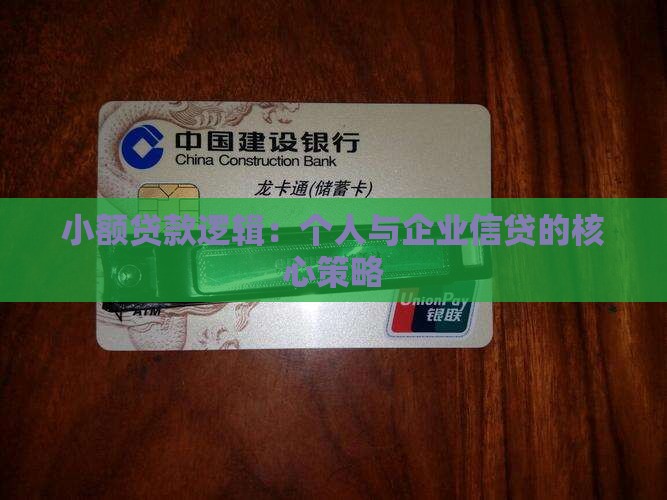 中国建设银行
China Construction Bank
龙卡通(储蓄卡)
小额贷款逻辑：个人与企业信贷的核
心策略
ATM
UnionPay
银联